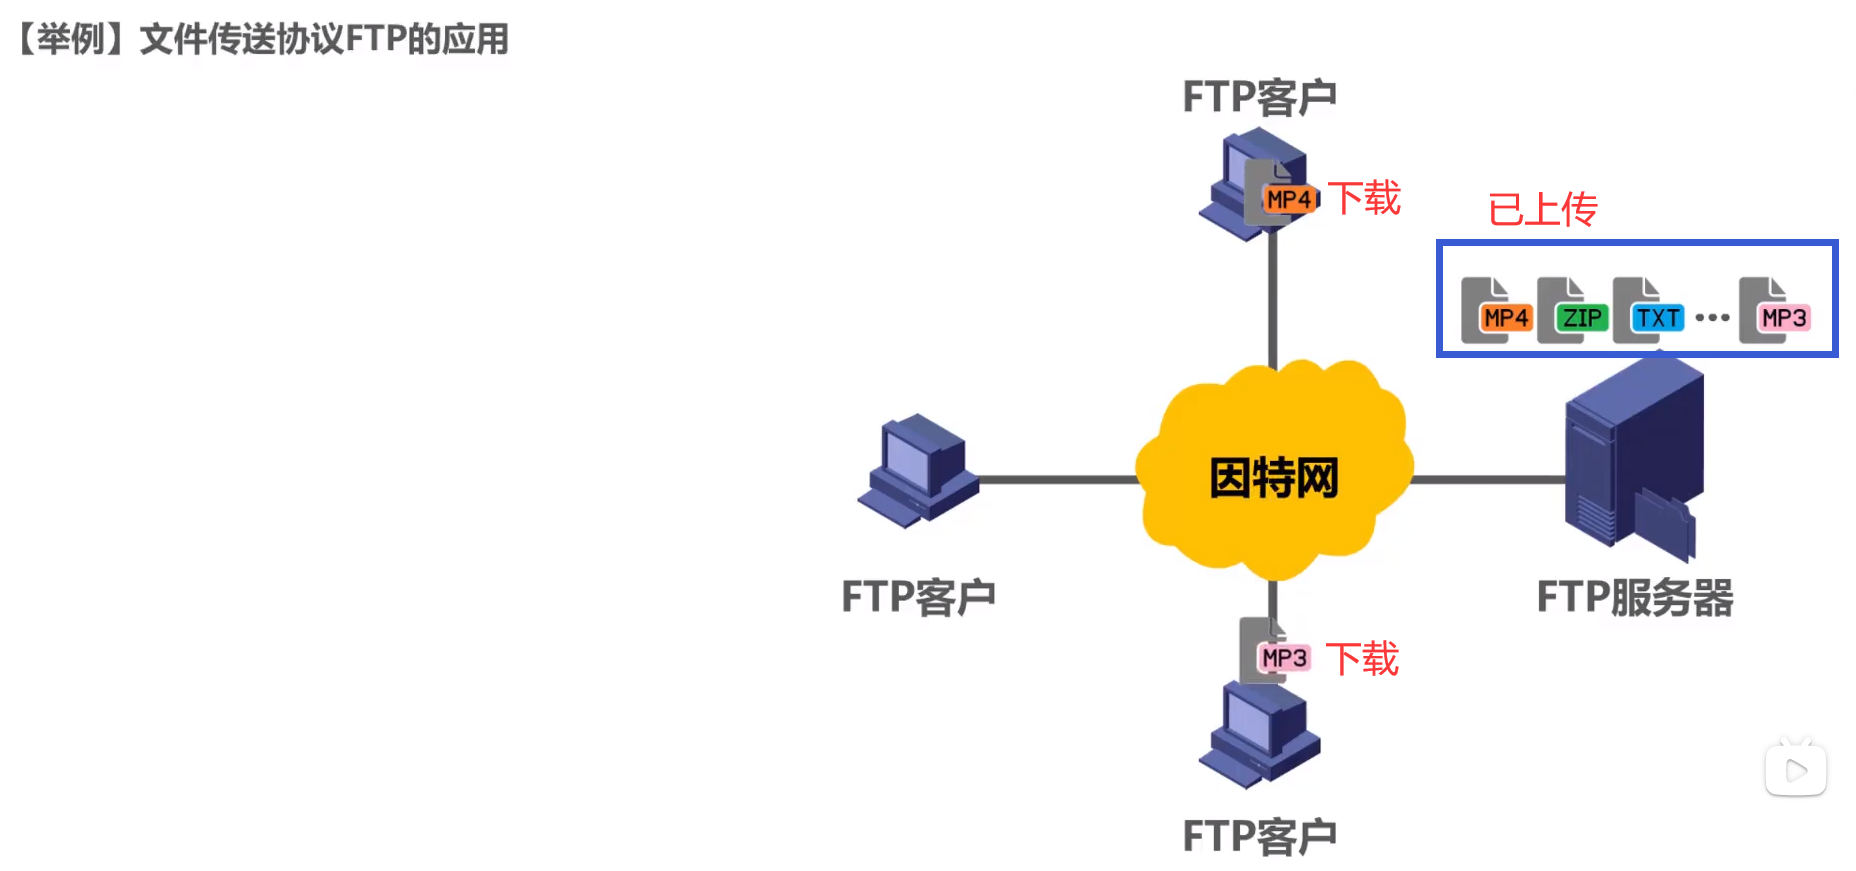 【举例】文件传送协议FTP的应用
FTP客户
MP4 下载
已上传
MP4 ZIP TXT ••• MP3
因特网
FTP客户
FTP服务器
MP3 下载
FTP客户